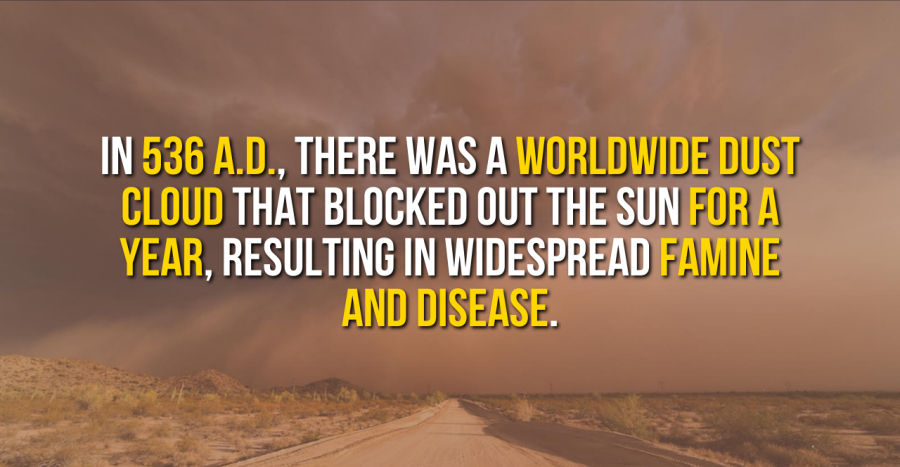 IN 536 A.D., THERE WAS A WORLDWIDE DUST
CLOUD THAT BLOCKED OUT THE SUN FOR A
YEAR, RESULTING IN WIDESPREAD FAMINE
AND DISEASE.